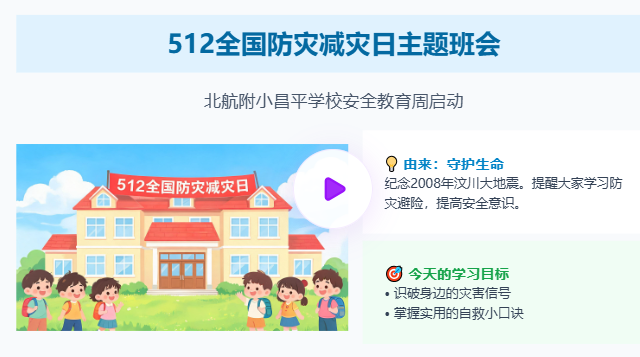 512全国防灾减灾日主题班会
北航附小昌平学校安全教育周启动
512全国防灾减灾日
由来：守护生命
纪念2008年汶川大地震。提醒大家学习防
灾避险，提高安全意识。
今天的学习目标
• 识破身边的灾害信号
• 掌握实用的自救小口诀